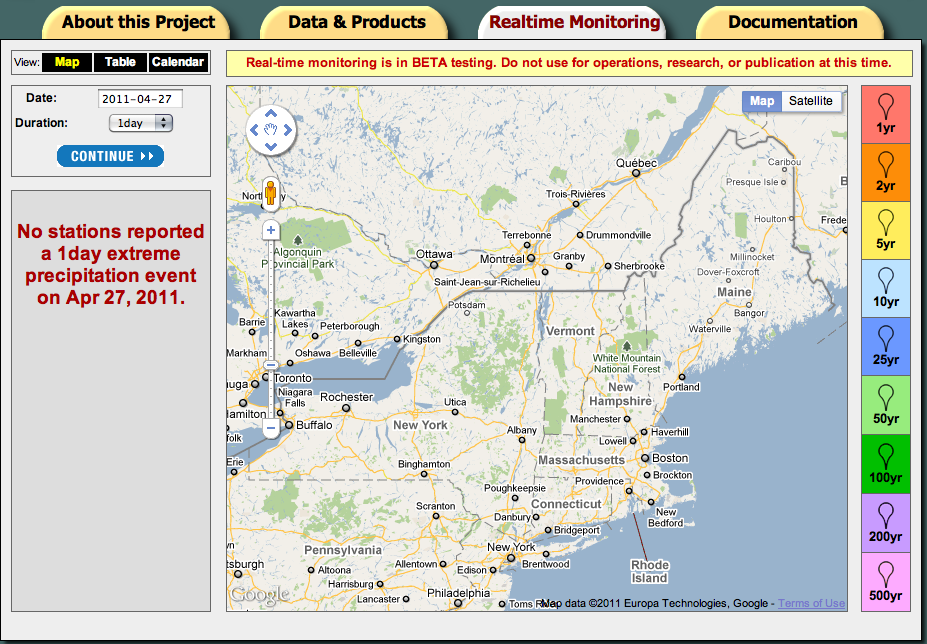 About this Project
Data & Products
Realtime Monitoring
Documentation
View: Map Table Calendar
Real-time monitoring is in BETA testing. Do not use for operations, research, or publication at this time.
Date: 2011-04-27
Duration: 1day
CONTINUE
No stations reported
a 1day extreme
precipitation event
on Apr 27, 2011.
Map Satellite
Québec
Caribou
Presque Isle
Trois-Rivières
Houlton
Frede
Terrebonne
Drummondville
Algonquin
Provincial Park
Ottawa
Montréal
Granby
Sherbrooke
Millinocket
Dover-Foxcroft
Saint-Jean-sur-Richelieu
Maine
Bangor
Potsdam
Kawartha
Lakes
Barrie
Peterborough
Kingston
Vermont
Waterville
Markham
Oshawa
Belleville
White Mountain
National Forest
Toronto
New
Hampshire
Portland
uga
Niagara
Falls
Rochester
Utica
Hamilton
Buffalo
New York
Manchester
folk
Albany
Haverhill
Lowell
Erie
Binghamton
Massachusetts
Boston
Brockton
Providence
Poughkeepsie
Scranton
Connecticut
New
Bedford
Danbury
Bridgeport
Pennsylvania
New York
Brentwood
Rhode
Island
tsburgh
Altoona
Allentown
Edison
Harrisburg
Lancaster
Philadelphia
Toms
Google
Map data ©2011 Europa Technologies, Google - Terms of Use
1yr
2yr
5yr
10yr
25yr
50yr
100yr
200yr
500yr